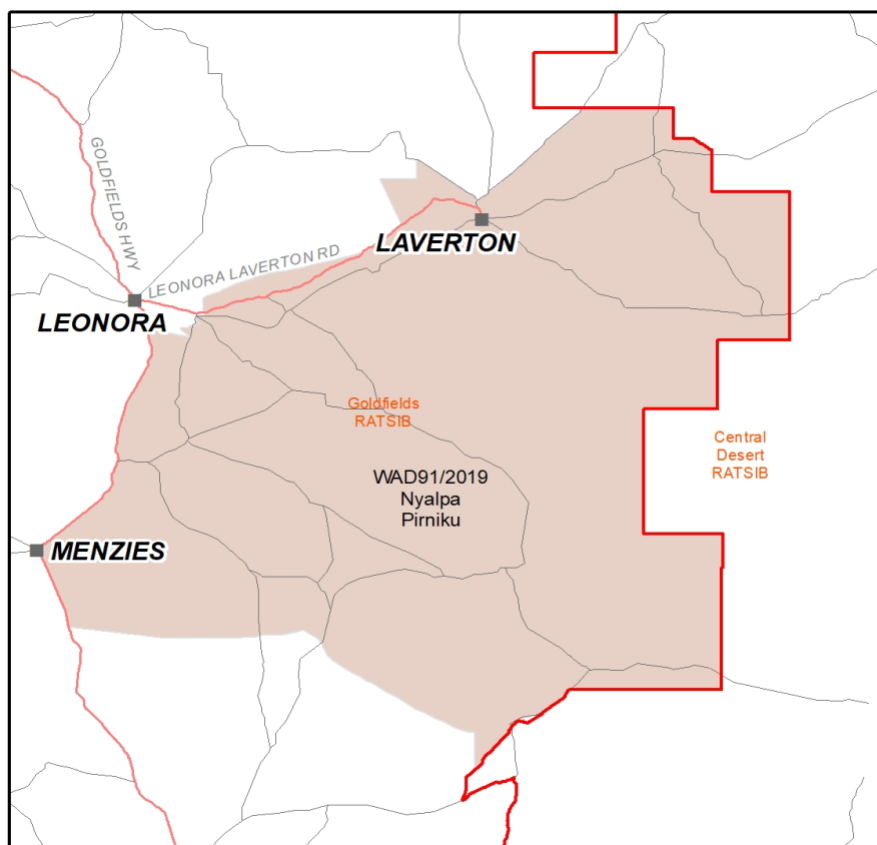 GOLDFIELDS HWY
LAVERTON
LEONORA LAVERTON RD
LEONORA
Goldfields
RATSIB
Central
Desert
RATSIB
WAD91/2019
Nyalpa
Pirniku
MENZIES